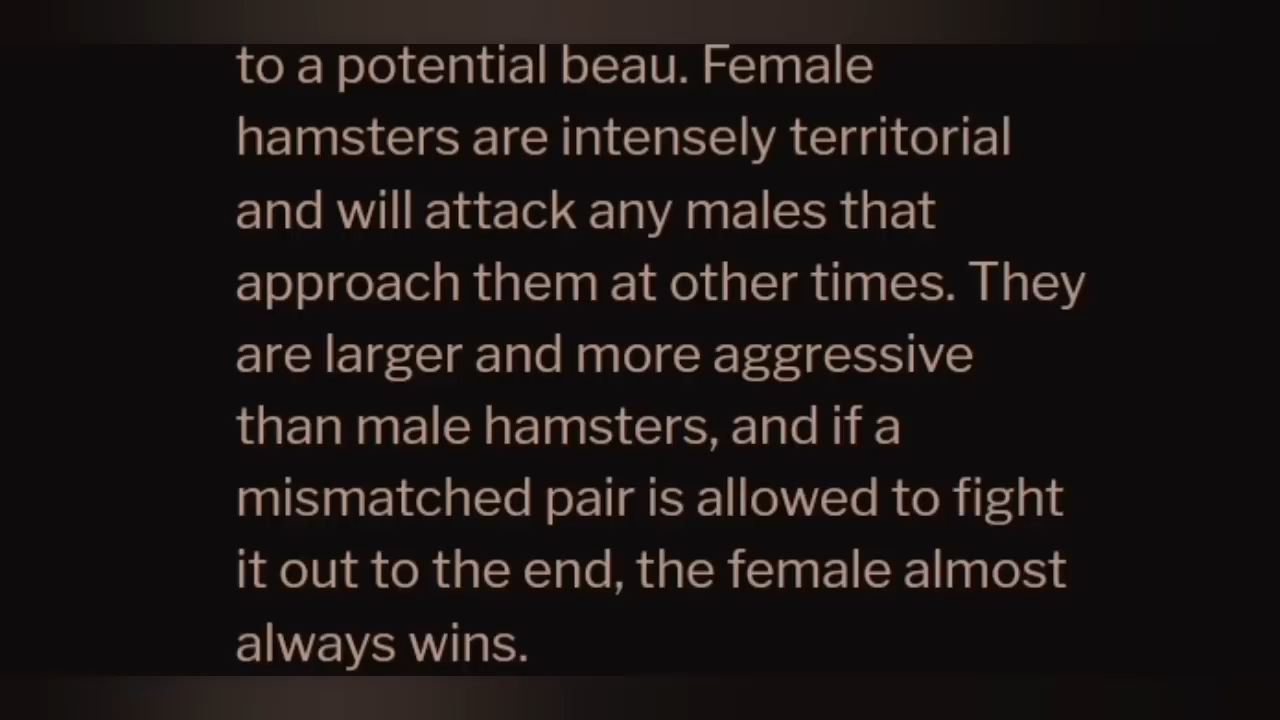 to a potential beau. Female
hamsters are intensely territorial
and will attack any males that
approach them at other times. They
are larger and more aggressive
than male hamsters, and if a
mismatched pair is allowed to fight
it out to the end, the female almost
always wins.